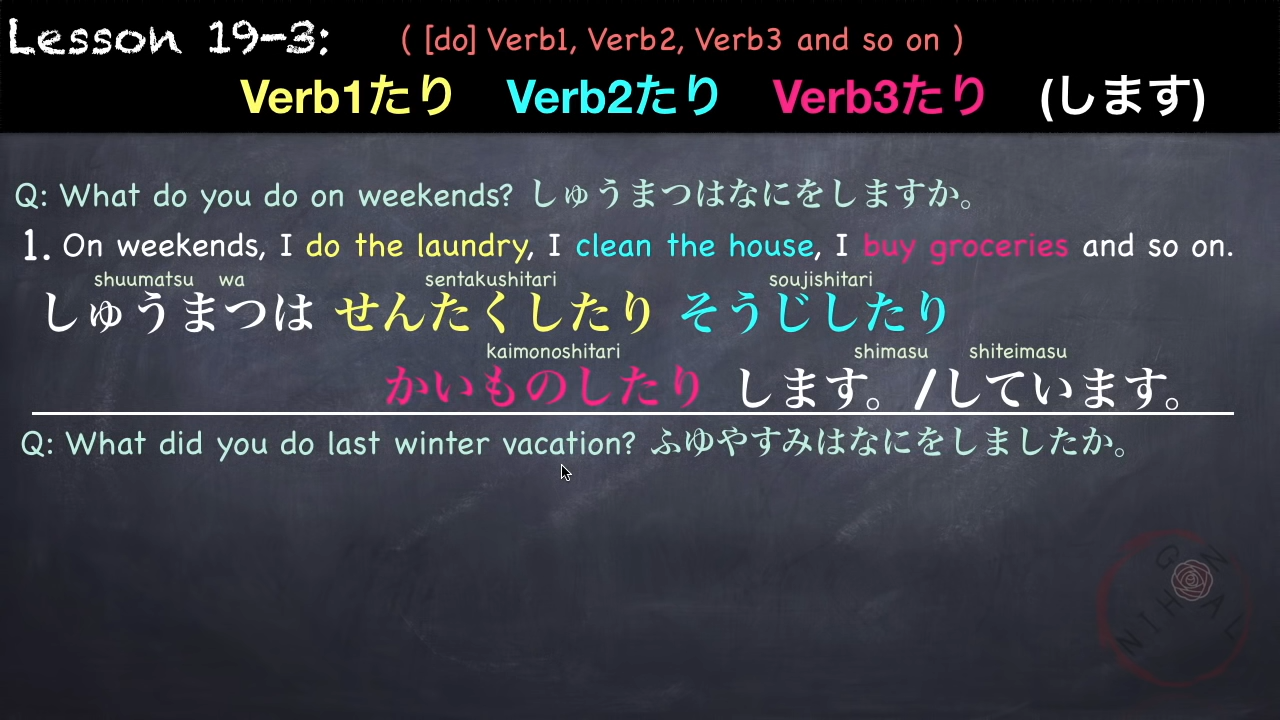 Lesson 19-3: ( [do] Verb1, Verb2, Verb3 and so on )
Verb1たり Verb2たり Verb3たり (します)
Q: What do you do on weekends? しゅうまつはなにをしますか。
1. On weekends, I do the laundry, I clean the house, I buy groceries and so on.
shuumatsu wa sentakushitari soujishitari
しゅうまつは せんたくしたり そうじしたり
kaimonoshitari shimasu shiteimasu
かいものしたり します。/しています。
Q: What did you do last winter vacation? ふゆやすみはなにをしましたか。
NIHONGOAL